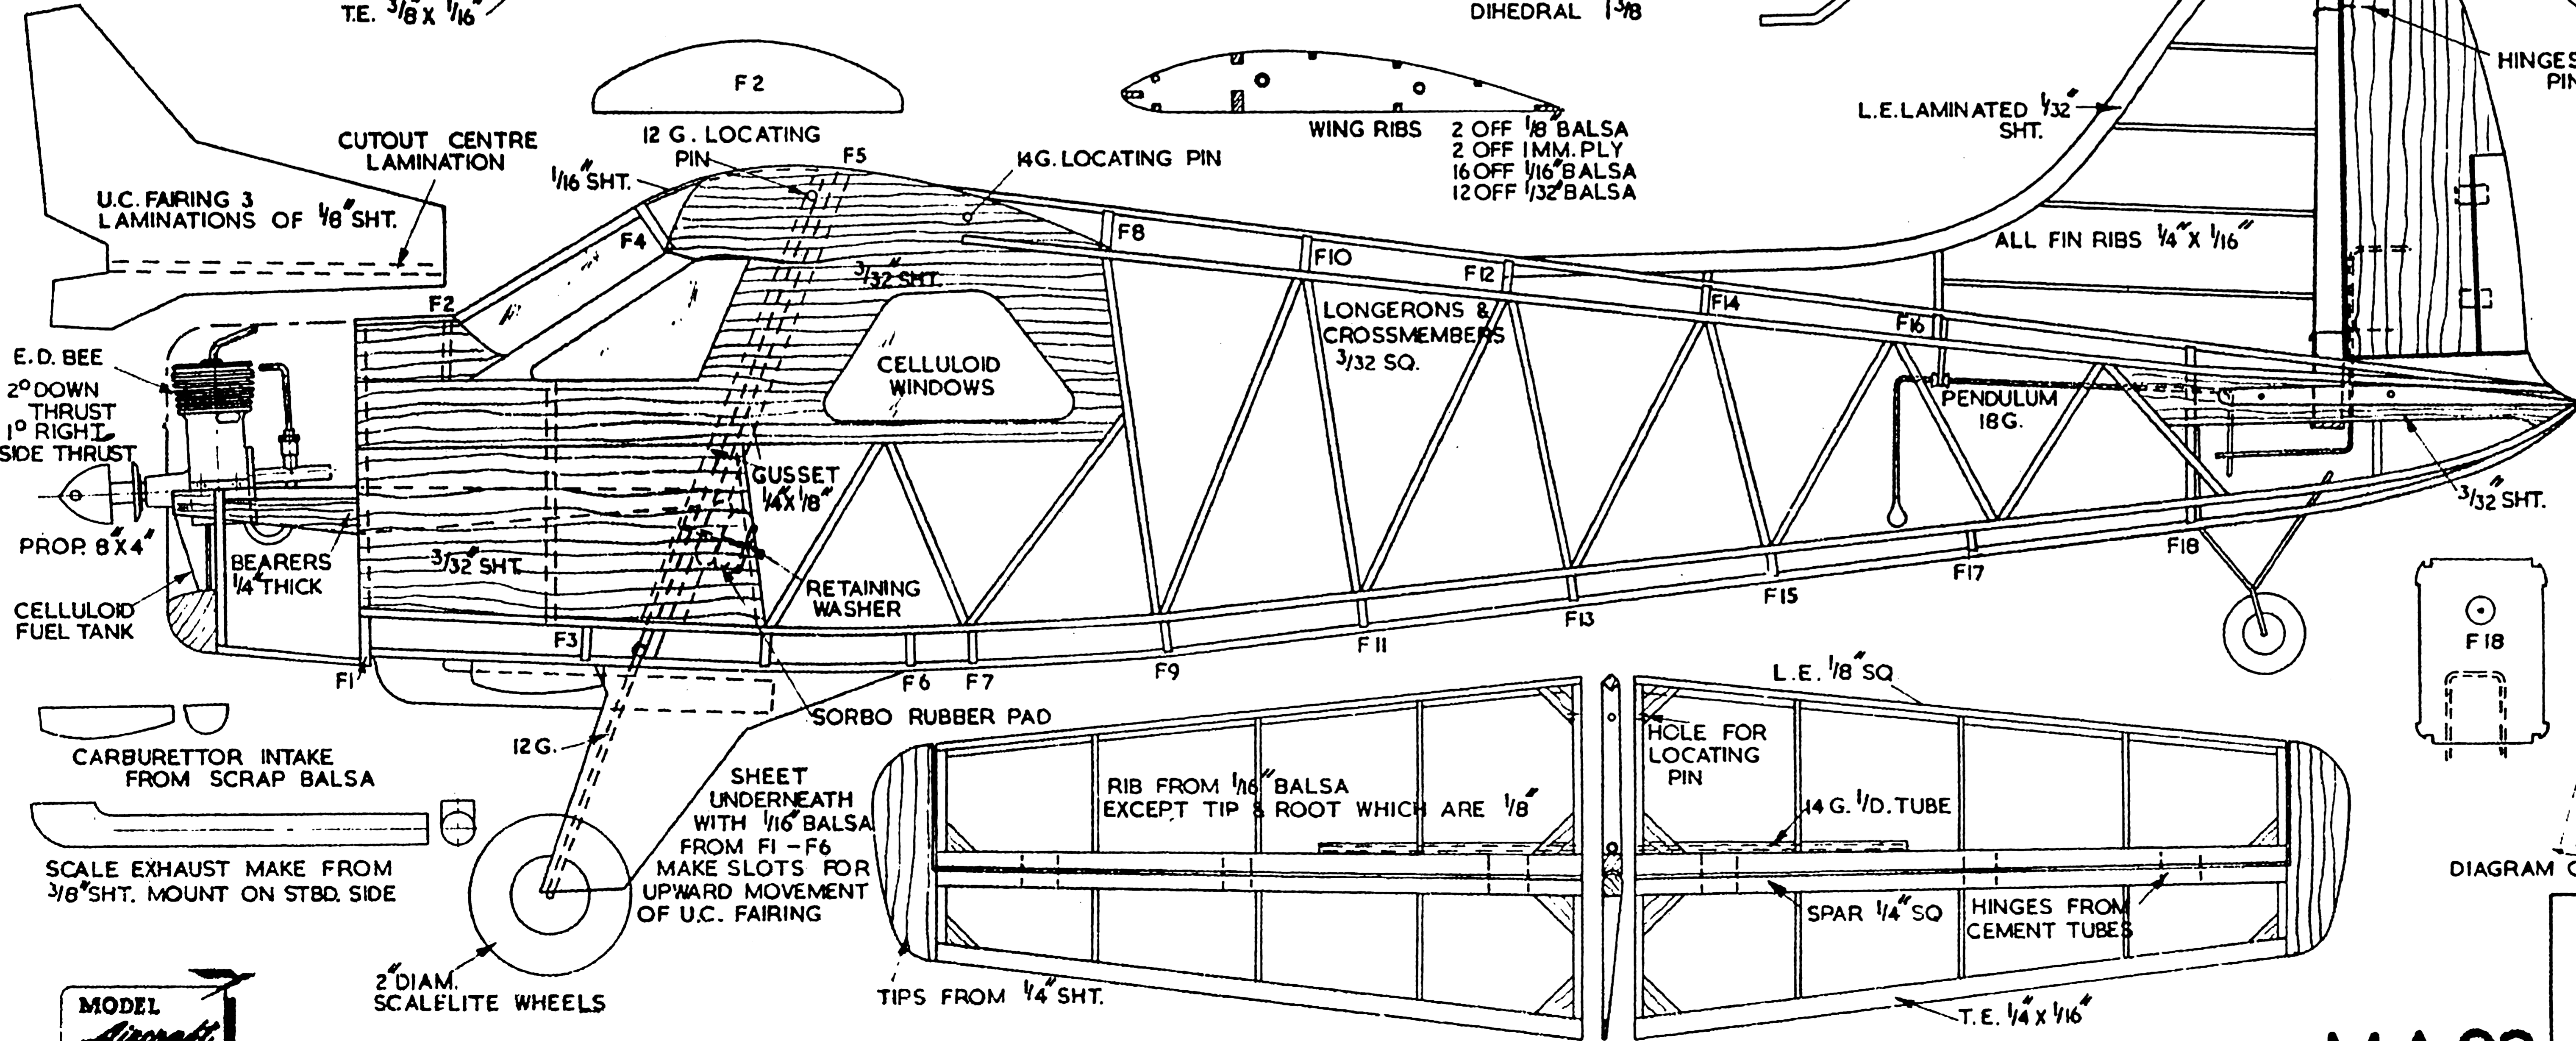 T.E. 3/8" X 1/16"
DIHEDRAL 1 3/8
F 2
WING RIBS
2 OFF 1/8" BALSA
2 OFF 1 MM. PLY
16 OFF 1/16" BALSA
12 OFF 1/32" BALSA
HINGES
PIN
L.E. LAMINATED 1/32"
SHT.
CUTOUT CENTRE
LAMINATION
12 G. LOCATING
PIN
F5
14G. LOCATING PIN
1/16" SHT.
U.C. FAIRING 3
LAMINATIONS OF 1/8" SHT.
F4
F8
F10
F12
F14
F16
ALL FIN RIBS 1/4" X 1/16"
3/32" SHT.
F2
LONGERONS &
CROSSMEMBERS
3/32 SQ.
E.D. BEE
2° DOWN
THRUST
1° RIGHT
SIDE THRUST
CELLULOID
WINDOWS
PENDULUM
18G.
GUSSET
1/4" X 1/8"
3/32" SHT.
PROP. 8" X 4"
BEARERS
1/4" THICK
3/32" SHT.
RETAINING
WASHER
CELLULOID
FUEL TANK
F18
F17
F15
F13
F11
F9
F7
F6
F3
F1
F18
SORBO RUBBER PAD
12G.
CARBURETTOR INTAKE
FROM SCRAP BALSA
SCALE EXHAUST MAKE FROM
3/8" SHT. MOUNT ON STBD. SIDE
SHEET
UNDERNEATH
WITH 1/16" BALSA
FROM F1 - F6
MAKE SLOTS FOR
UPWARD MOVEMENT
OF U.C. FAIRING
2" DIAM.
SCALELITE WHEELS
L.E. 1/8" SQ
HOLE FOR
LOCATING
PIN
RIB FROM 1/16" BALSA
EXCEPT TIP & ROOT WHICH ARE 1/8"
14 G. I/D. TUBE
SPAR 1/4" SQ
HINGES FROM
CEMENT TUBES
TIPS FROM 1/4" SHT.
T.E. 1/4" X 1/16"
DIAGRAM
MODEL
Aircraft